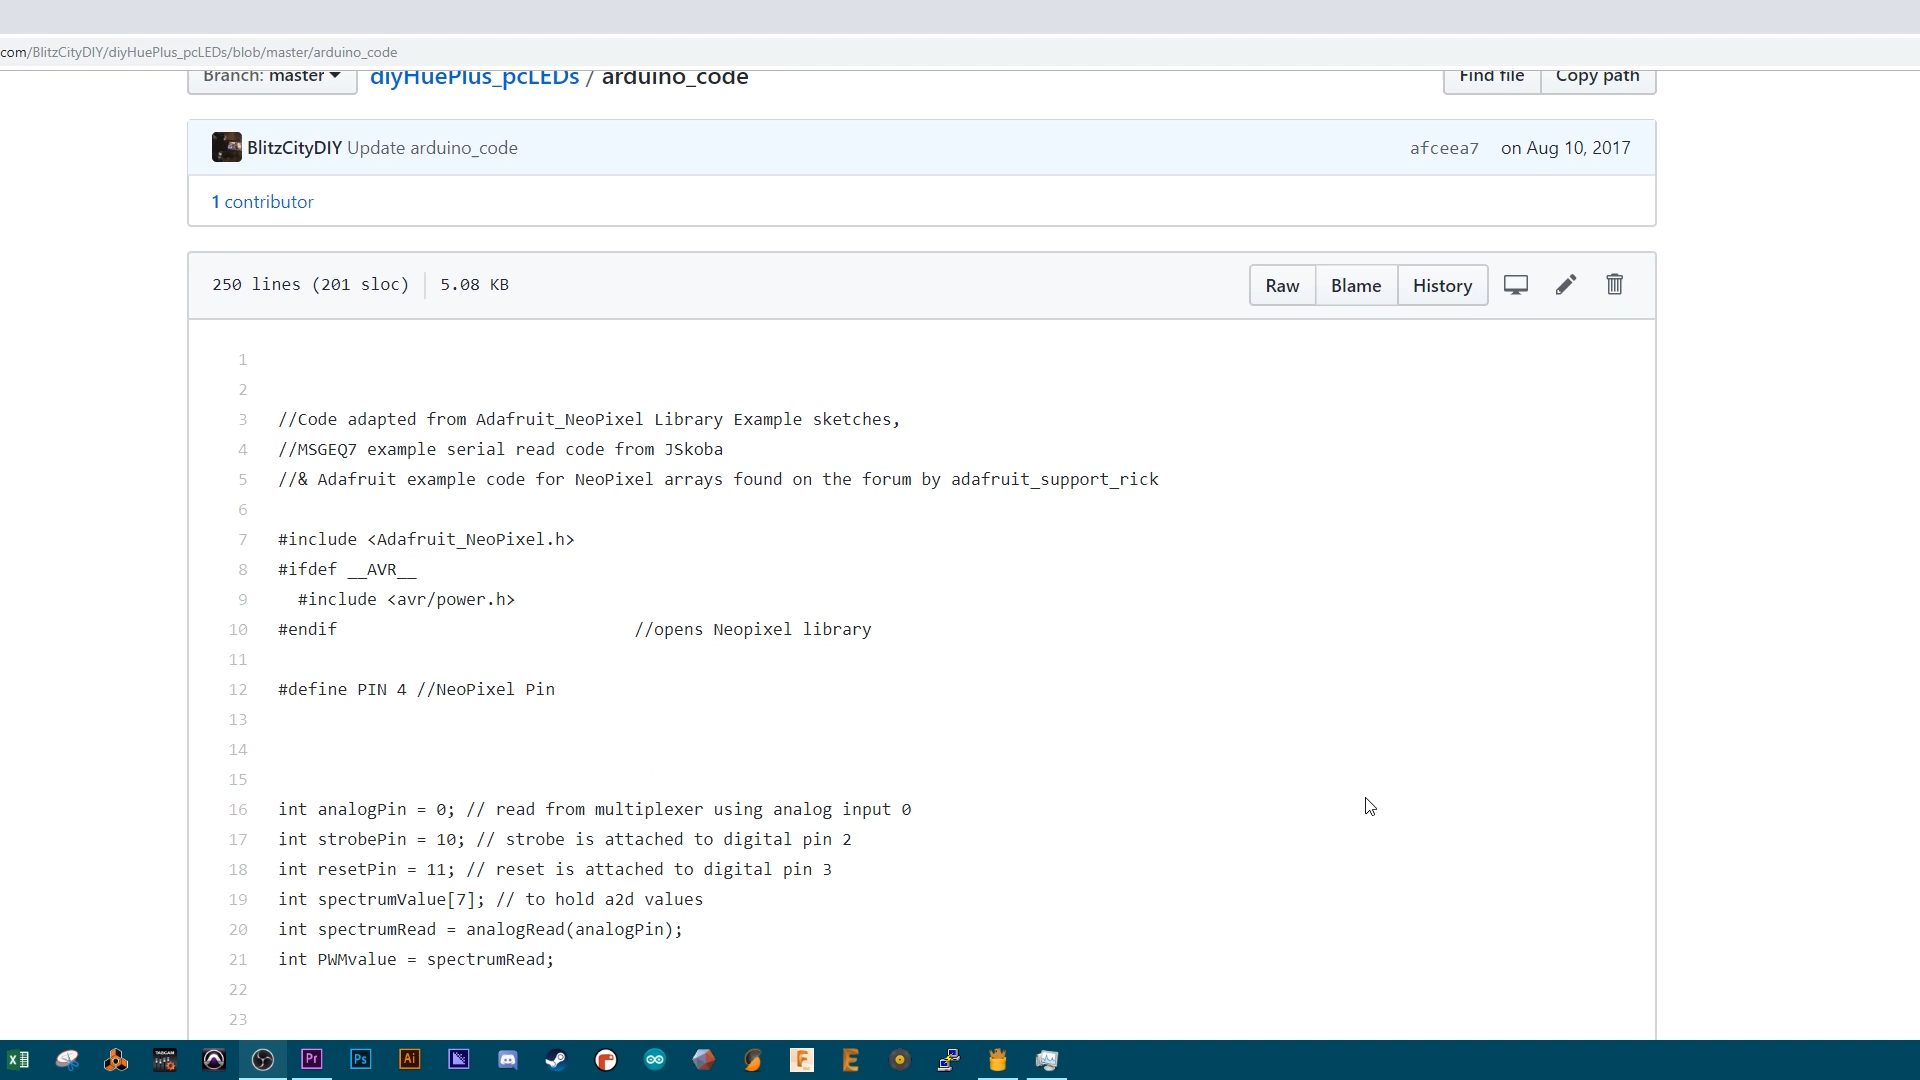 com/BlitzCityDIY/diyHuePlus_pcLEDs/blob/master/arduino_code
Branch: master diyHuePlus_pcLEDs / arduino_code Find file Copy path
BlitzCityDIY Update arduino_code afceea7 on Aug 10, 2017
1 contributor
250 lines (201 sloc) 5.08 KB Raw Blame History
1
2
3 //Code adapted from Adafruit_NeoPixel Library Example sketches,
4 //MSGEQ7 example serial read code from JSkoba
5 //& Adafruit example code for NeoPixel arrays found on the forum by adafruit_support_rick
6
7 #include <Adafruit_NeoPixel.h>
8 #ifdef __AVR__
9 #include <avr/power.h>
10 #endif //opens Neopixel library
11
12 #define PIN 4 //NeoPixel Pin
13
14
15
16 int analogPin = 0; // read from multiplexer using analog input 0
17 int strobePin = 10; // strobe is attached to digital pin 2
18 int resetPin = 11; // reset is attached to digital pin 3
19 int spectrumValue[7]; // to hold a2d values
20 int spectrumRead = analogRead(analogPin);
21 int PWMvalue = spectrumRead;
22
23
Pr Ps Ai